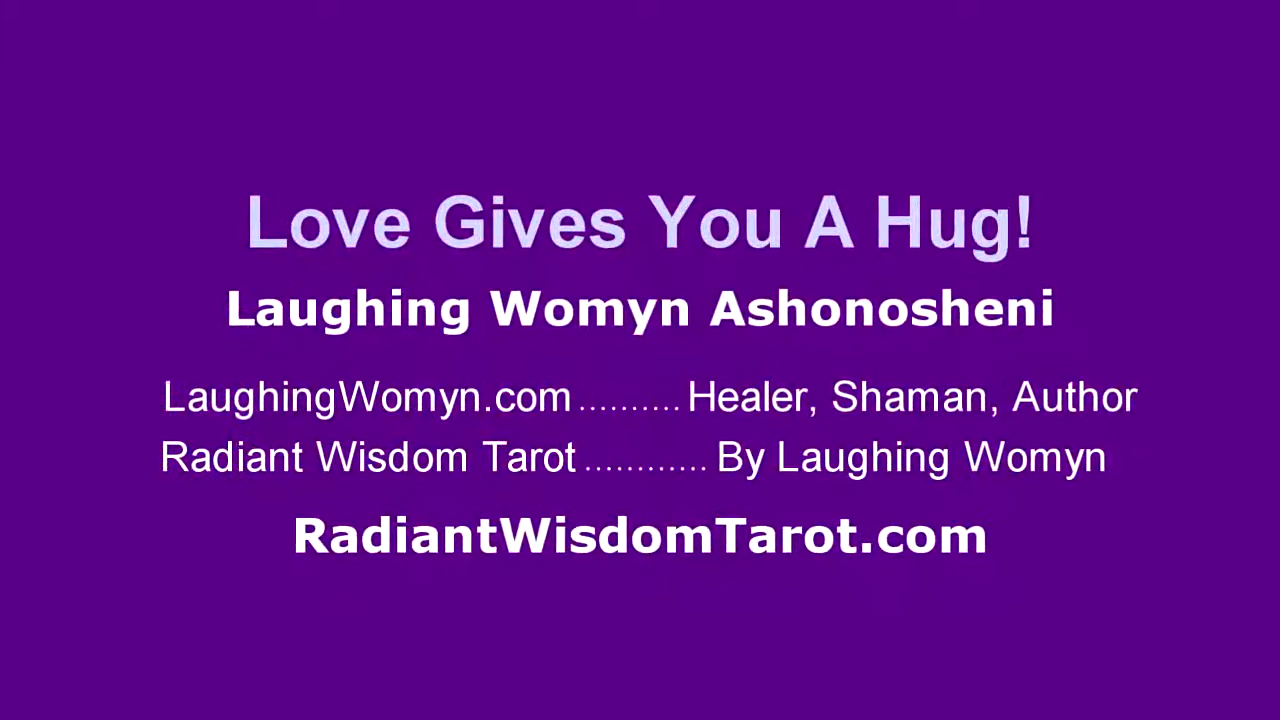 Love Gives You A Hug!
Laughing Womyn Ashonosheni
LaughingWomyn.com .......... Healer, Shaman, Author
Radiant Wisdom Tarot ............ By Laughing Womyn
RadiantWisdomTarot.com